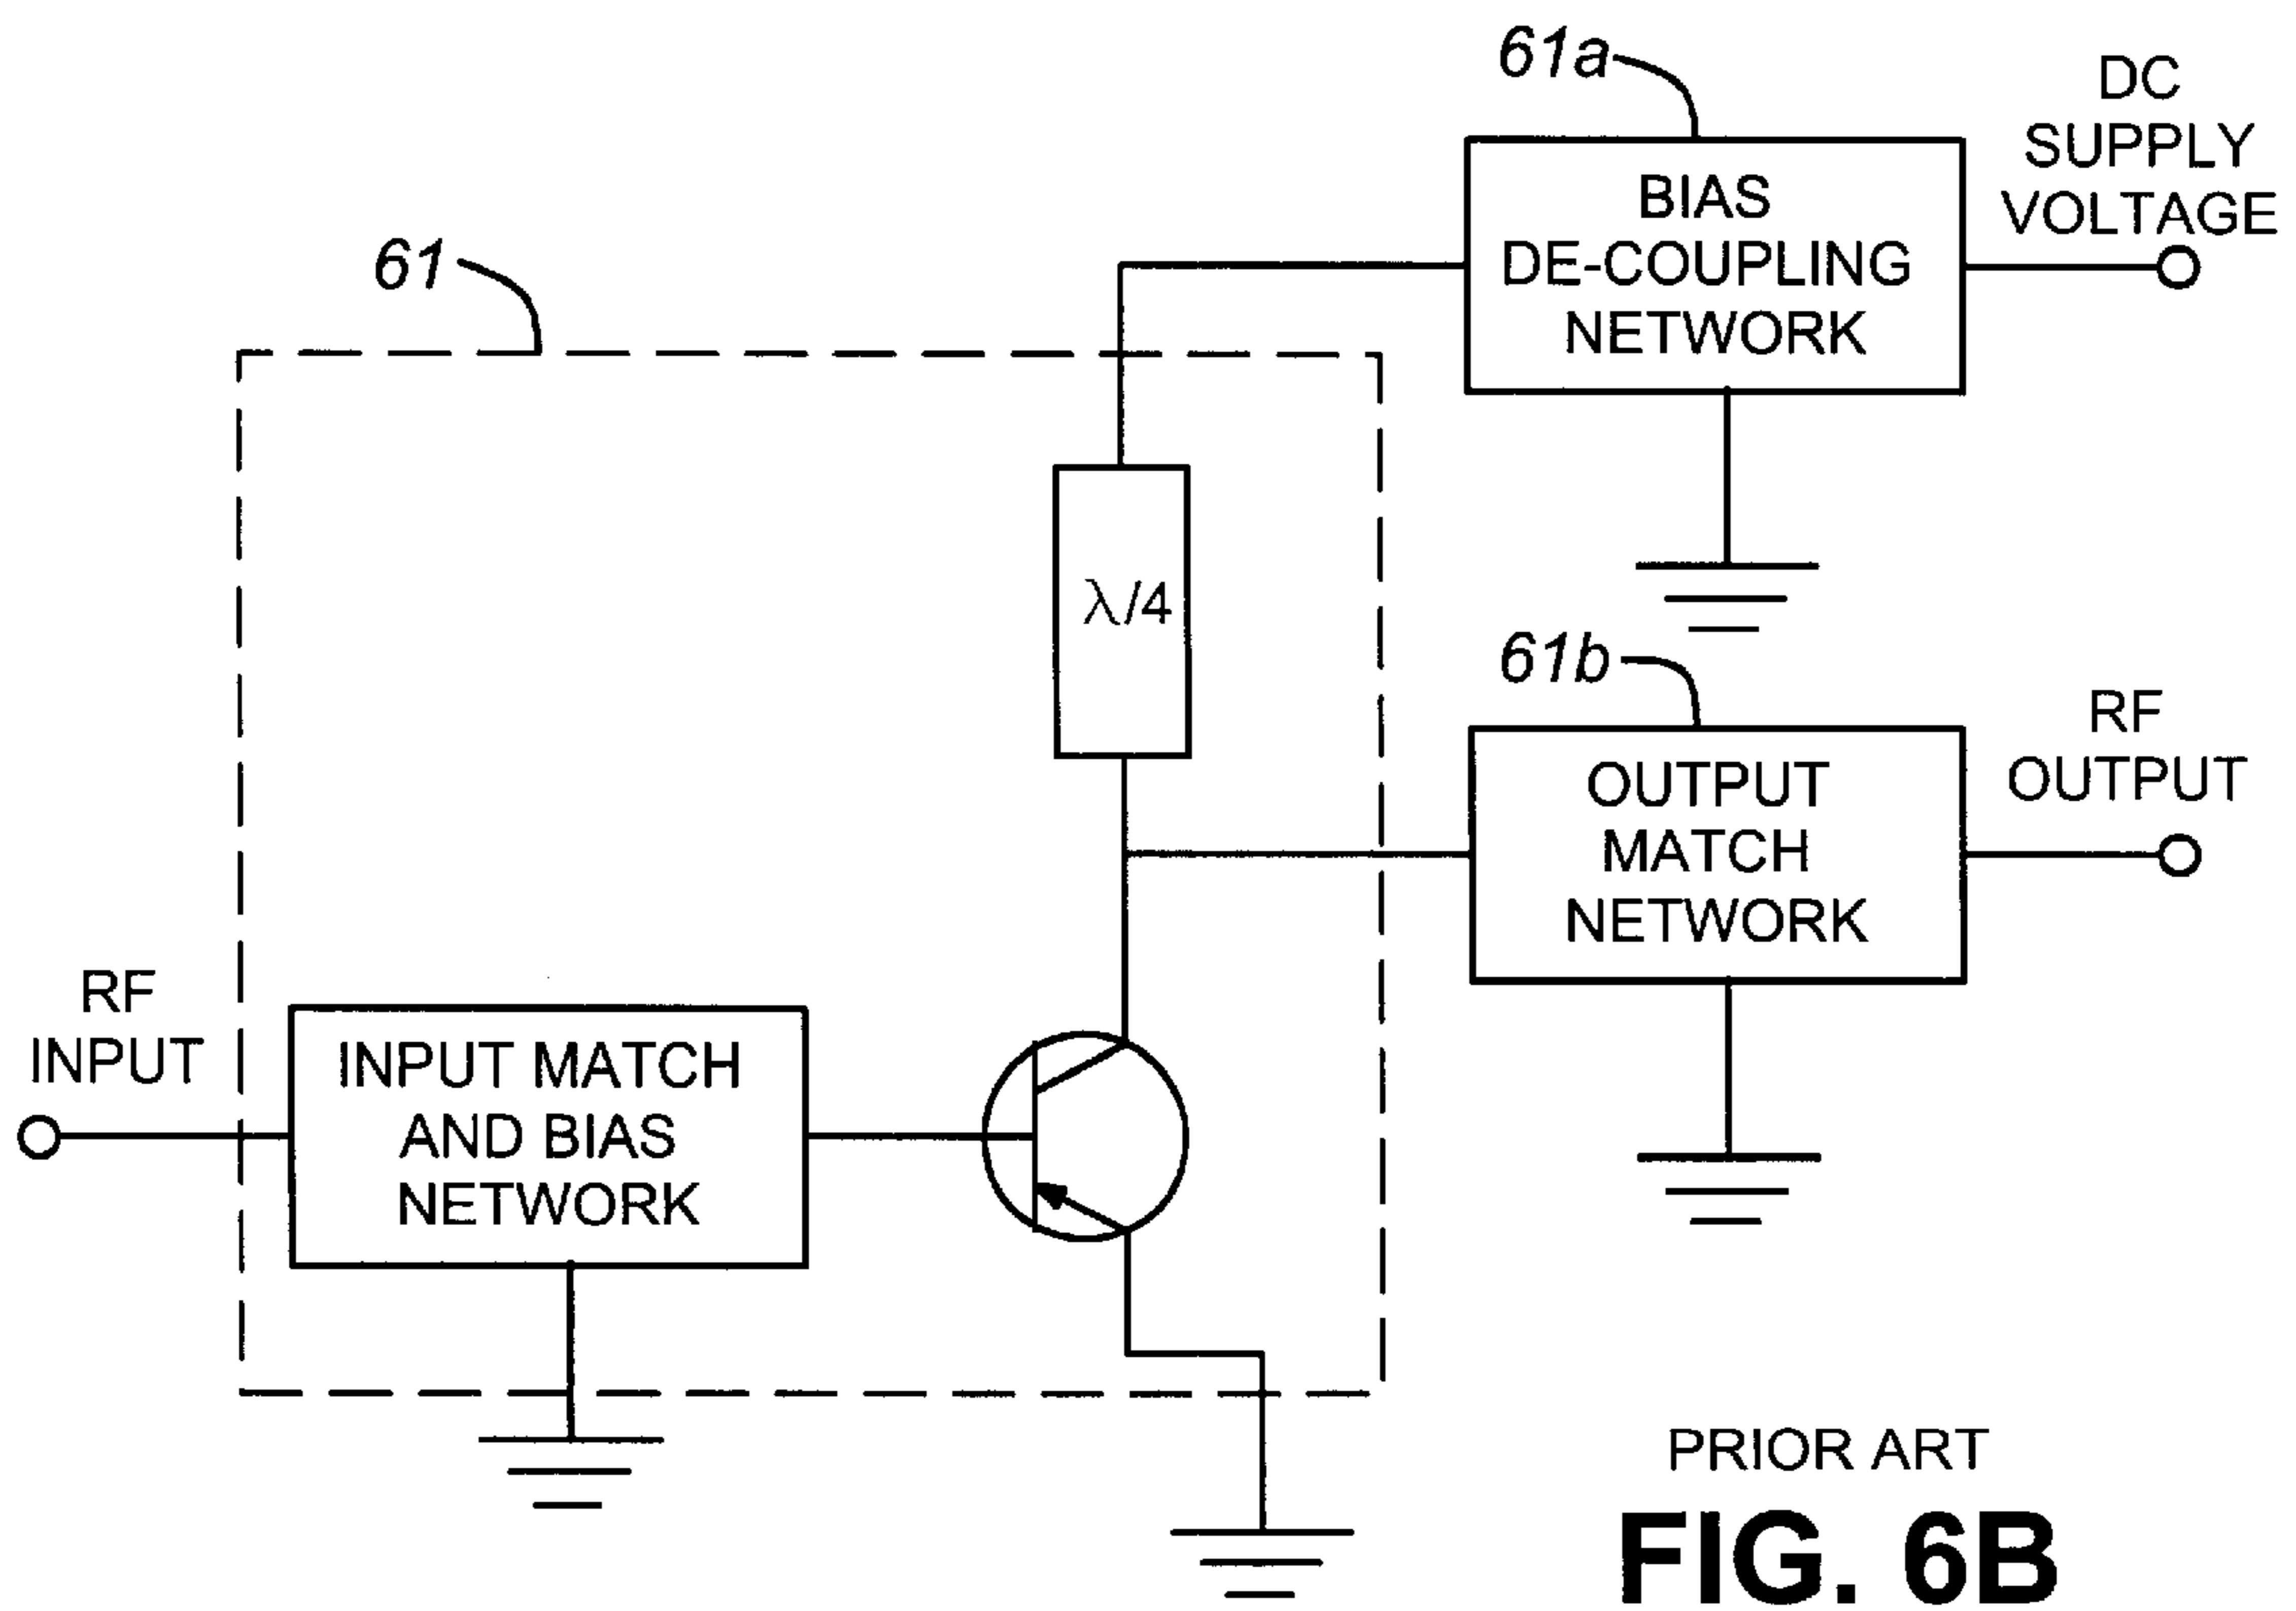 61a
DC
SUPPLY
VOLTAGE
BIAS
DE-COUPLING
NETWORK
61
λ/4
61b
RF
OUTPUT
OUTPUT
MATCH
NETWORK
RF
INPUT
INPUT MATCH
AND BIAS
NETWORK
PRIOR ART
FIG. 6B